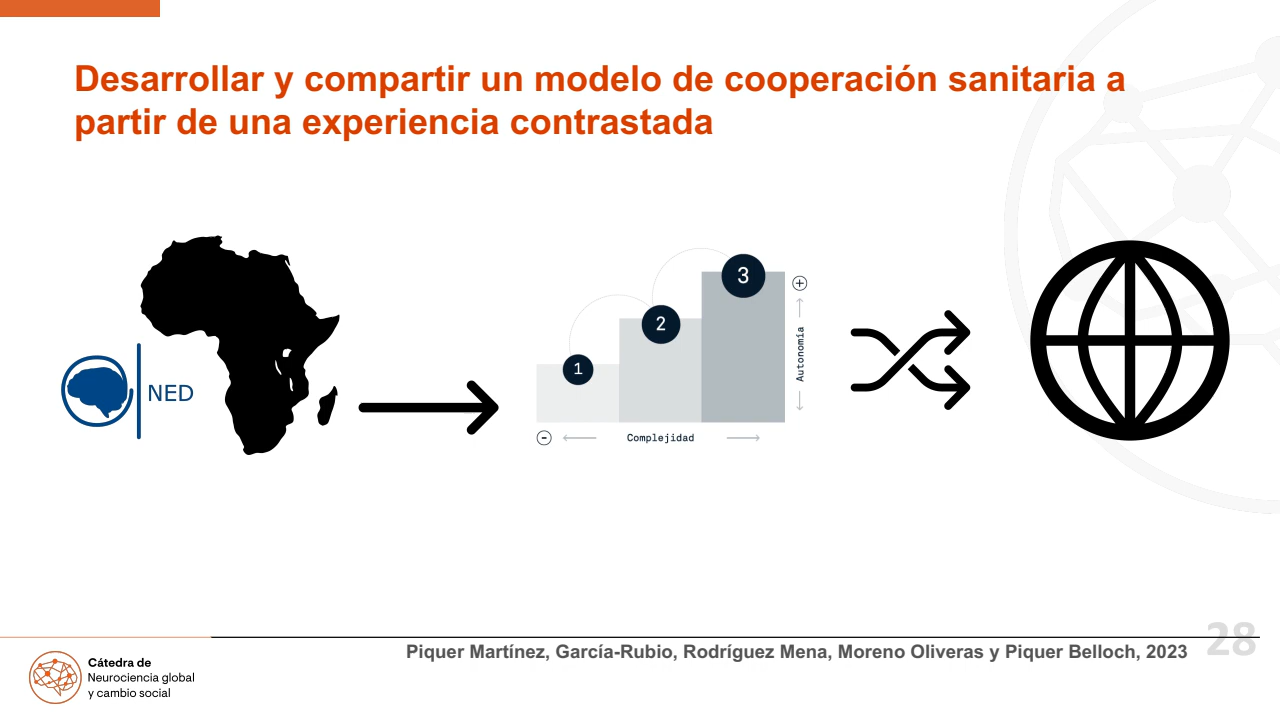 Desarrollar y compartir un modelo de cooperación sanitaria a
partir de una experiencia contrastada
NED
1
2
3
+
Autonomía
-
Complejidad
28
Piquer Martínez, García-Rubio, Rodríguez Mena, Moreno Oliveras y Piquer Belloch, 2023
Cátedra de
Neurociencia global
y cambio social